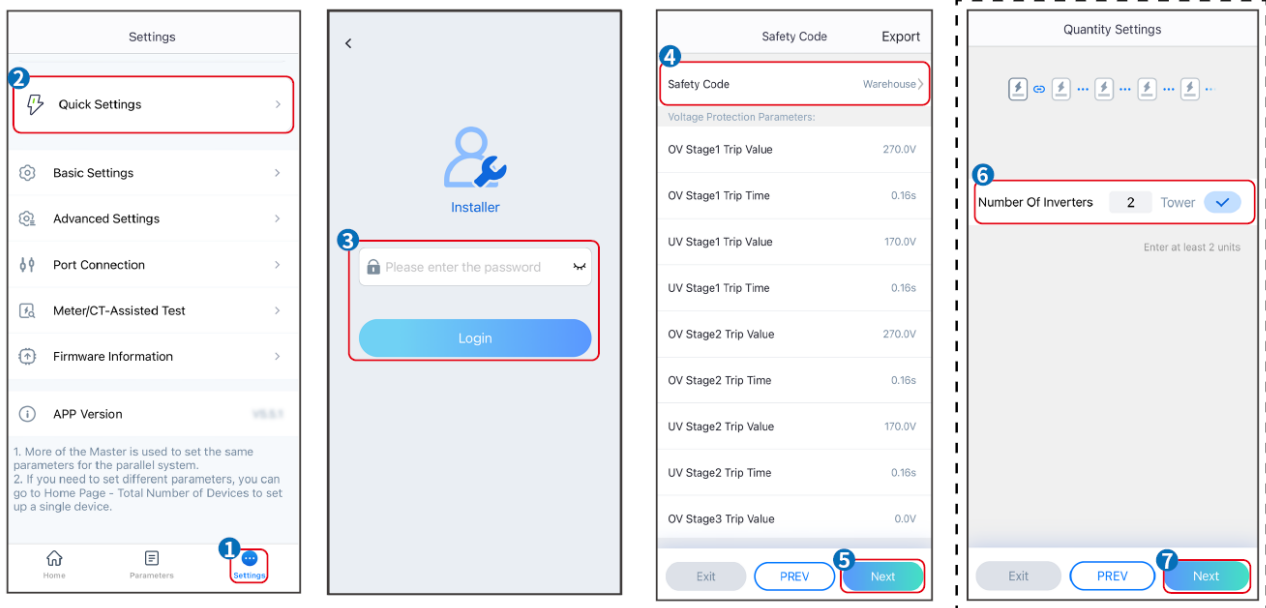 Settings
2
Quick Settings
Basic Settings
Advanced Settings
Port Connection
Meter/CT-Assisted Test
Firmware Information
APP Version
1. More of the Master is used to set the same
parameters for the parallel system.
2. If you need to set different parameters, you can
go to Home Page - Total Number of Devices to set
up a single device.
1
Home
Parameters
Settings
Installer
3
Please enter the password
Login
Safety Code
Export
4
Safety Code
Warehouse
Voltage Protection Parameters:
OV Stage1 Trip Value 270.0V
OV Stage1 Trip Time 0.16s
UV Stage1 Trip Value 170.0V
UV Stage1 Trip Time 0.16s
OV Stage2 Trip Value 270.0V
OV Stage2 Trip Time 0.16s
UV Stage2 Trip Value 170.0V
UV Stage2 Trip Time 0.16s
OV Stage3 Trip Value 0.0V
5
Exit
PREV
Next
Quantity Settings
6
Number Of Inverters 2 Tower
Enter at least 2 units
7
Exit
PREV
Next